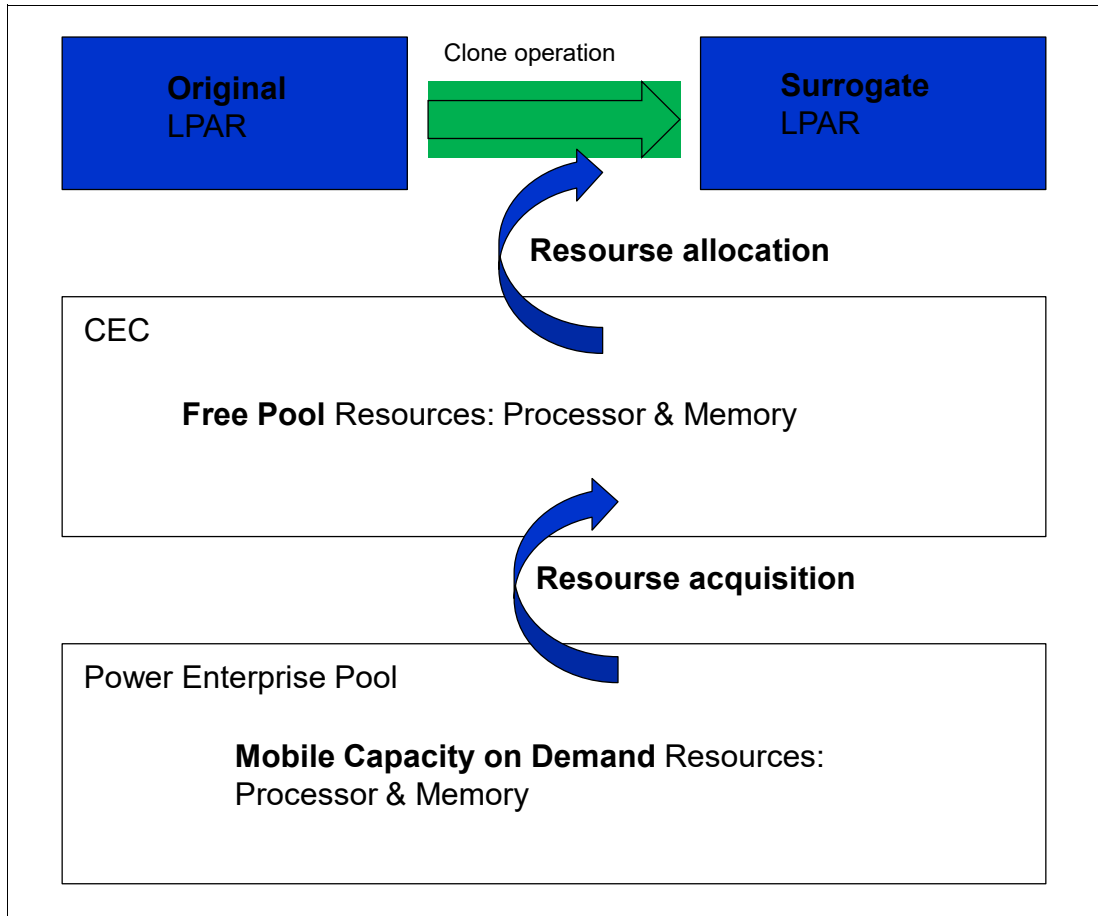 Clone operation
Original
LPAR
Surrogate
LPAR
Resourse allocation
CEC
Free Pool Resources: Processor & Memory
Resourse acquisition
Power Enterprise Pool
Mobile Capacity on Demand Resources:
Processor & Memory